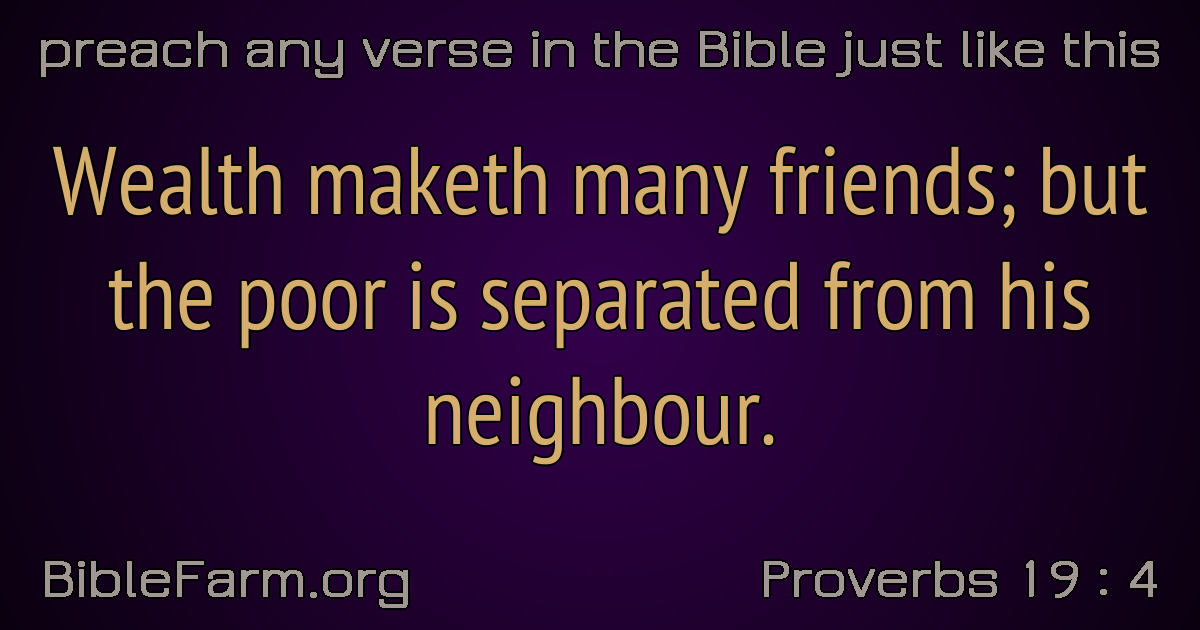 preach any verse in the Bible just like this
Wealth maketh many friends; but
the poor is separated from his
neighbour.
BibleFarm.org
Proverbs 19 : 4